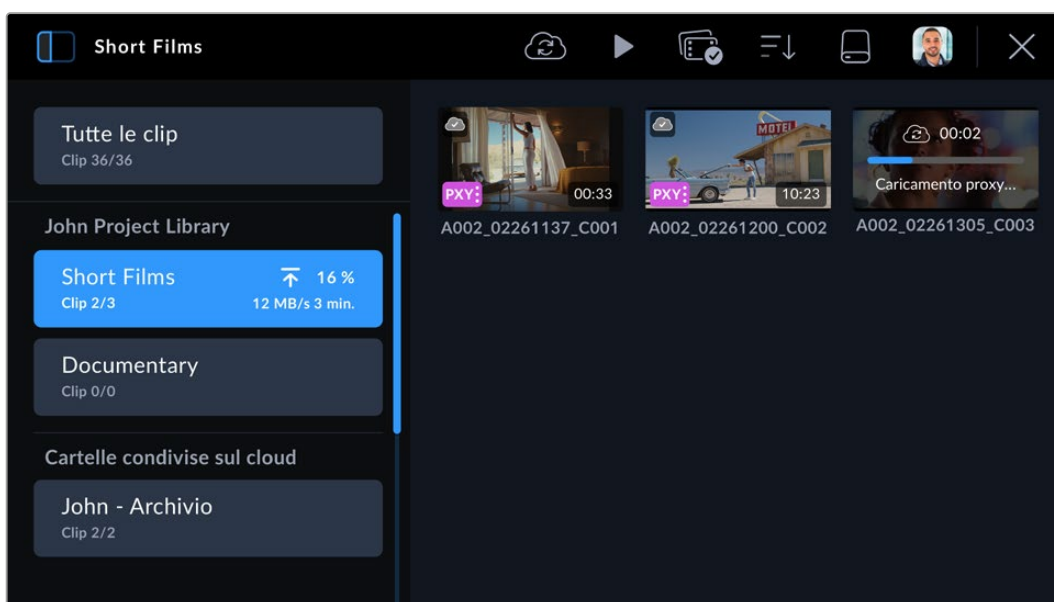 Short Films
Tutte le clip
Clip 36/36
John Project Library
Short Films
16 %
Clip 2/3
12 MB/s 3 min.
Documentary
Clip 0/0
Cartelle condivise sul cloud
John - Archivio
Clip 2/2
PXY
00:33
A002_02261137_C001
MOTEL
PXY
10:23
A002_02261200_C002
00:02
Caricamento proxy...
A002_02261305_C003